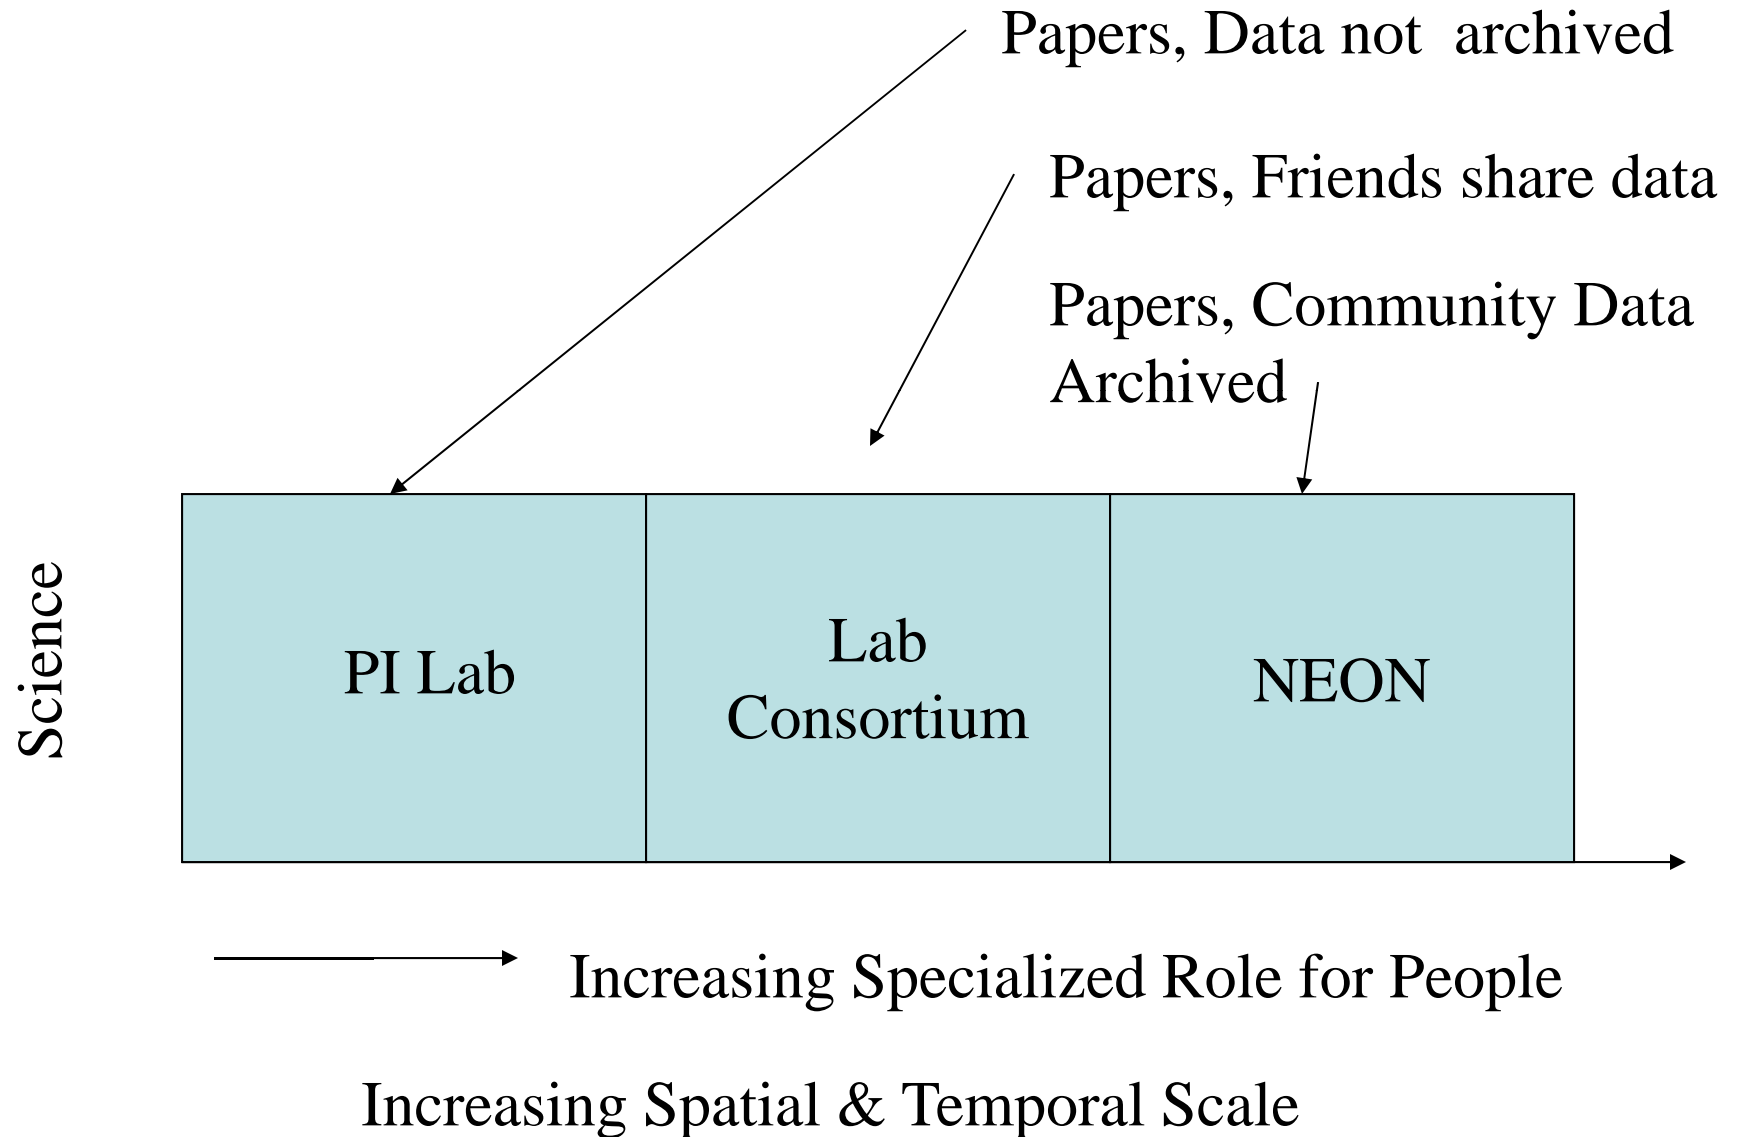 Papers, Data not  archived
Papers, Friends share data
Papers, Community Data
Archived
Science
PI Lab
Lab
Consortium
NEON
Increasing Specialized Role for People
Increasing Spatial & Temporal Scale